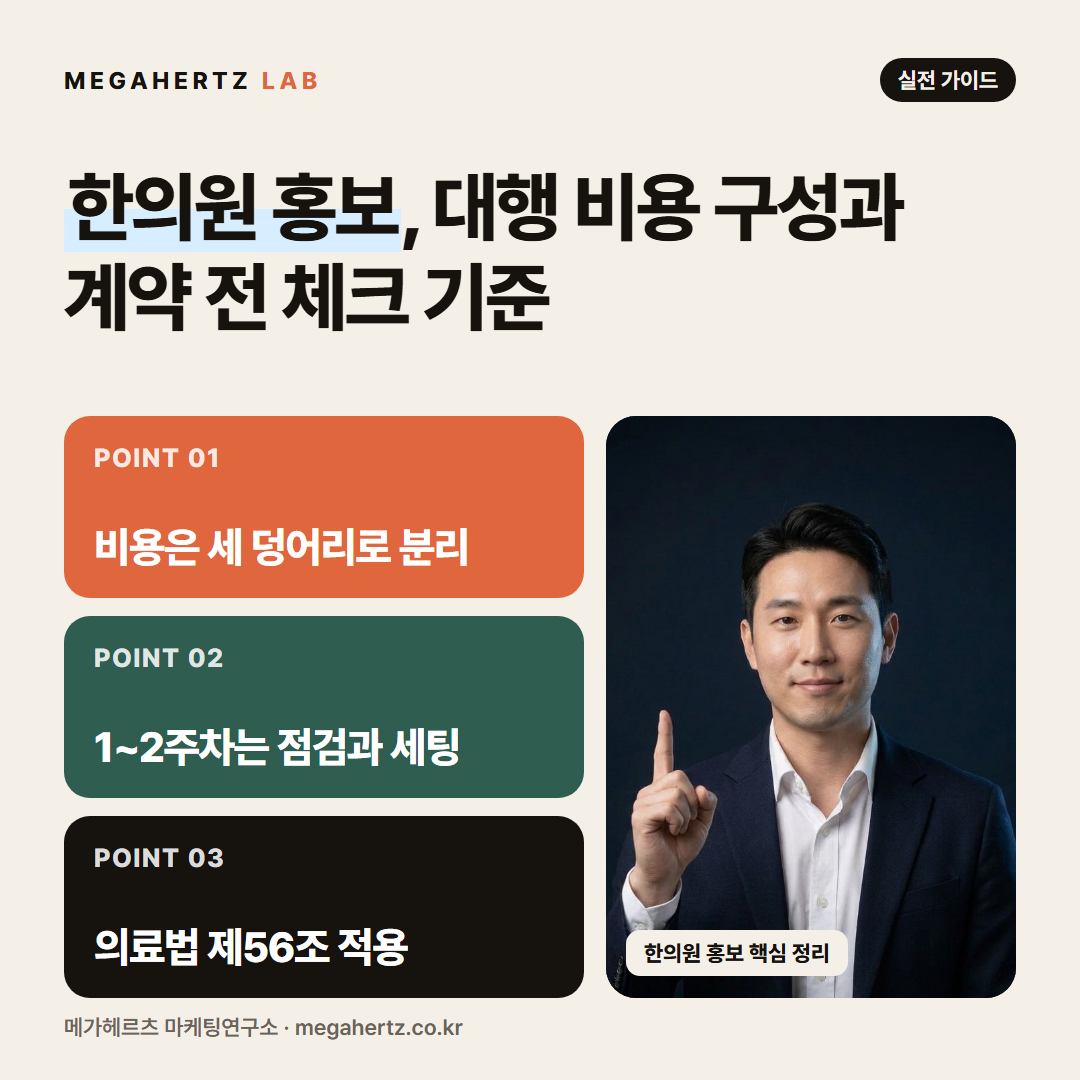 MEGAHERTZ LAB
실전 가이드
한의원 홍보, 대행 비용 구성과
계약 전 체크 기준
POINT 01
비용은 세 덩어리로 분리
POINT 02
1~2주차는 점검과 세팅
POINT 03
의료법 제56조 적용
한의원 홍보 핵심 정리
메가헤르츠 마케팅연구소 · megahertz.co.kr